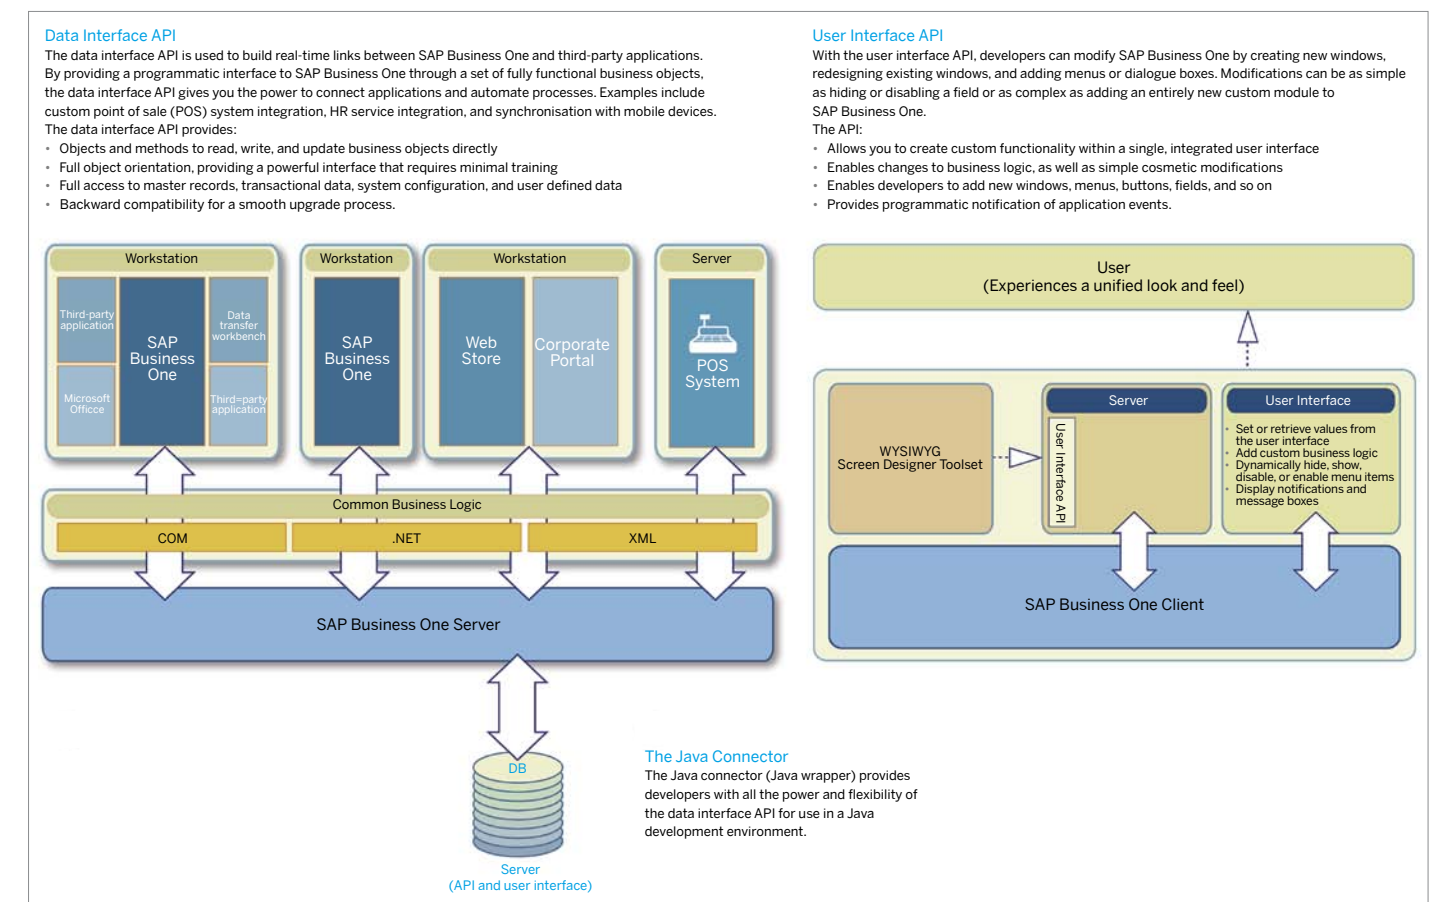 Data Interface API
The data interface API is used to build real-time links between SAP Business One and third-party applications.
By providing a programmatic interface to SAP Business One through a set of fully functional business objects,
the data interface API gives you the power to connect applications and automate processes. Examples include
custom point of sale (POS) system integration, HR service integration, and synchronisation with mobile devices.
The data interface API provides:
• Objects and methods to read, write, and update business objects directly
• Full object orientation, providing a powerful interface that requires minimal training
• Full access to master records, transactional data, system configuration, and user defined data
• Backward compatibility for a smooth upgrade process.
User Interface API
With the user interface API, developers can modify SAP Business One by creating new windows,
redesigning existing windows, and adding menus or dialogue boxes. Modifications can be as simple
as hiding or disabling a field or as complex as adding an entirely new custom module to
SAP Business One.
The API:
• Allows you to create custom functionality within a single, integrated user interface
• Enables changes to business logic, as well as simple cosmetic modifications
• Enables developers to add new windows, menus, buttons, fields, and so on
• Provides programmatic notification of application events.
Workstation
Third-party
application
Microsoft
Officce
SAP
Business
One
Data
transfer
workbench
Third=party
application
Workstation
SAP
Business
One
Workstation
Web
Store
Corporate
Portal
Server
POS
System
Common Business Logic
COM
.NET
XML
SAP Business One Server
DB
Server
(API and user interface)
The Java Connector
The Java connector (Java wrapper) provides
developers with all the power and flexibility of
the data interface API for use in a Java
development environment.
User
(Experiences a unified look and feel)
WYSIWYG
Screen Designer Toolset
Server
User Interface API
User Interface
• Set or retrieve values from
the user interface
• Add custom business logic
• Dynamically hide, show,
disable, or enable menu items
• Display notifications and
message boxes
SAP Business One Client